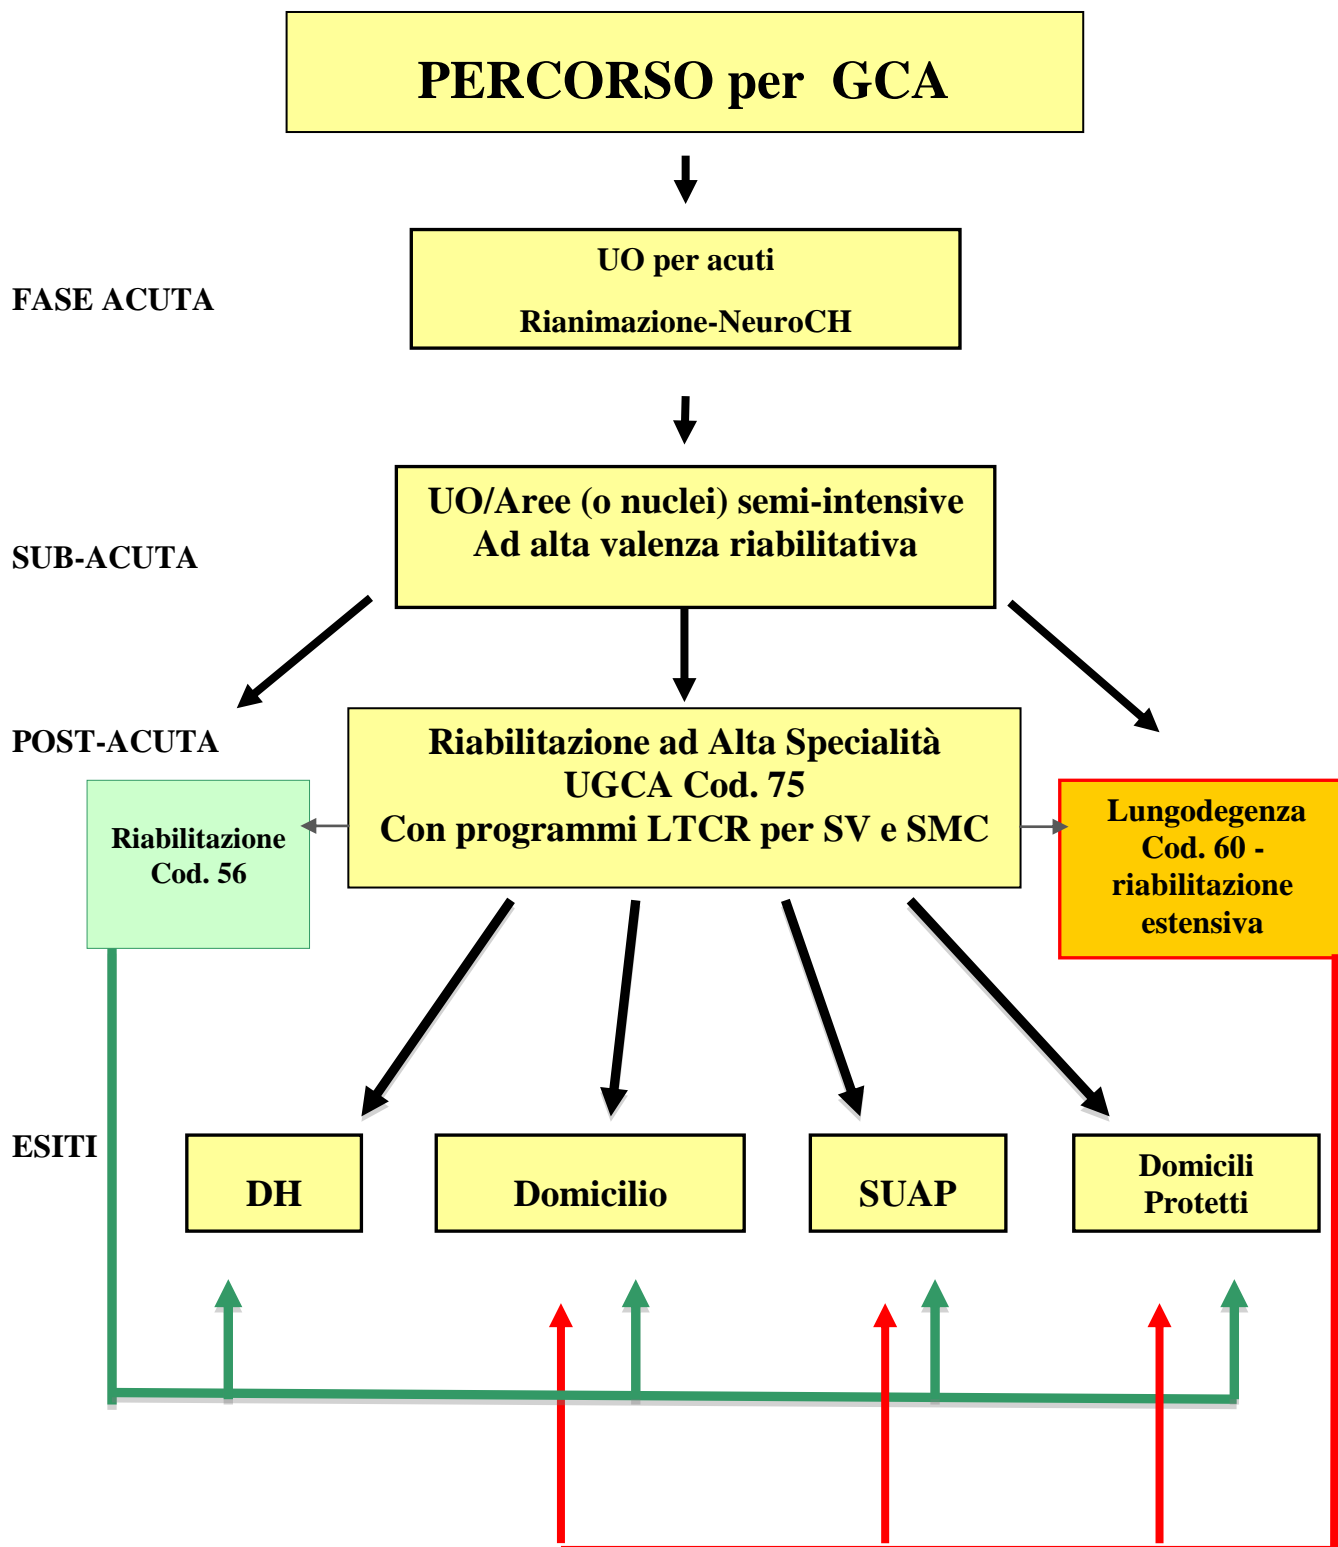 PERCORSO per GCA
UO per acuti
FASE ACUTA
Rianimazione-NeuroCH
UO/Aree (o nuclei) semi-intensive
Ad alta valenza riabilitativa
SUB-ACUTA
POST-ACUTA
Riabilitazione ad Alta Specialità
UGCA Cod. 75
Con programmi LTCR per SV e SMC
Riabilitazione
Cod. 56
Lungodegenza
Cod. 60 -
riabilitazione
estensiva
ESITI
DH
Domicilio
SUAP
Domicili
Protetti